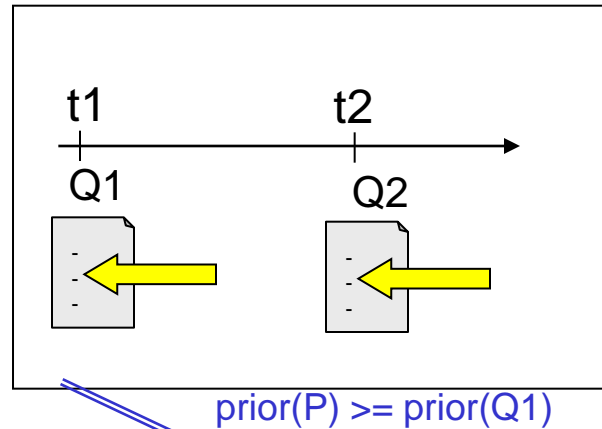 t1 t2
Q1 Q2
-
-
-
-
-
-
prior(P) >= prior(Q1)